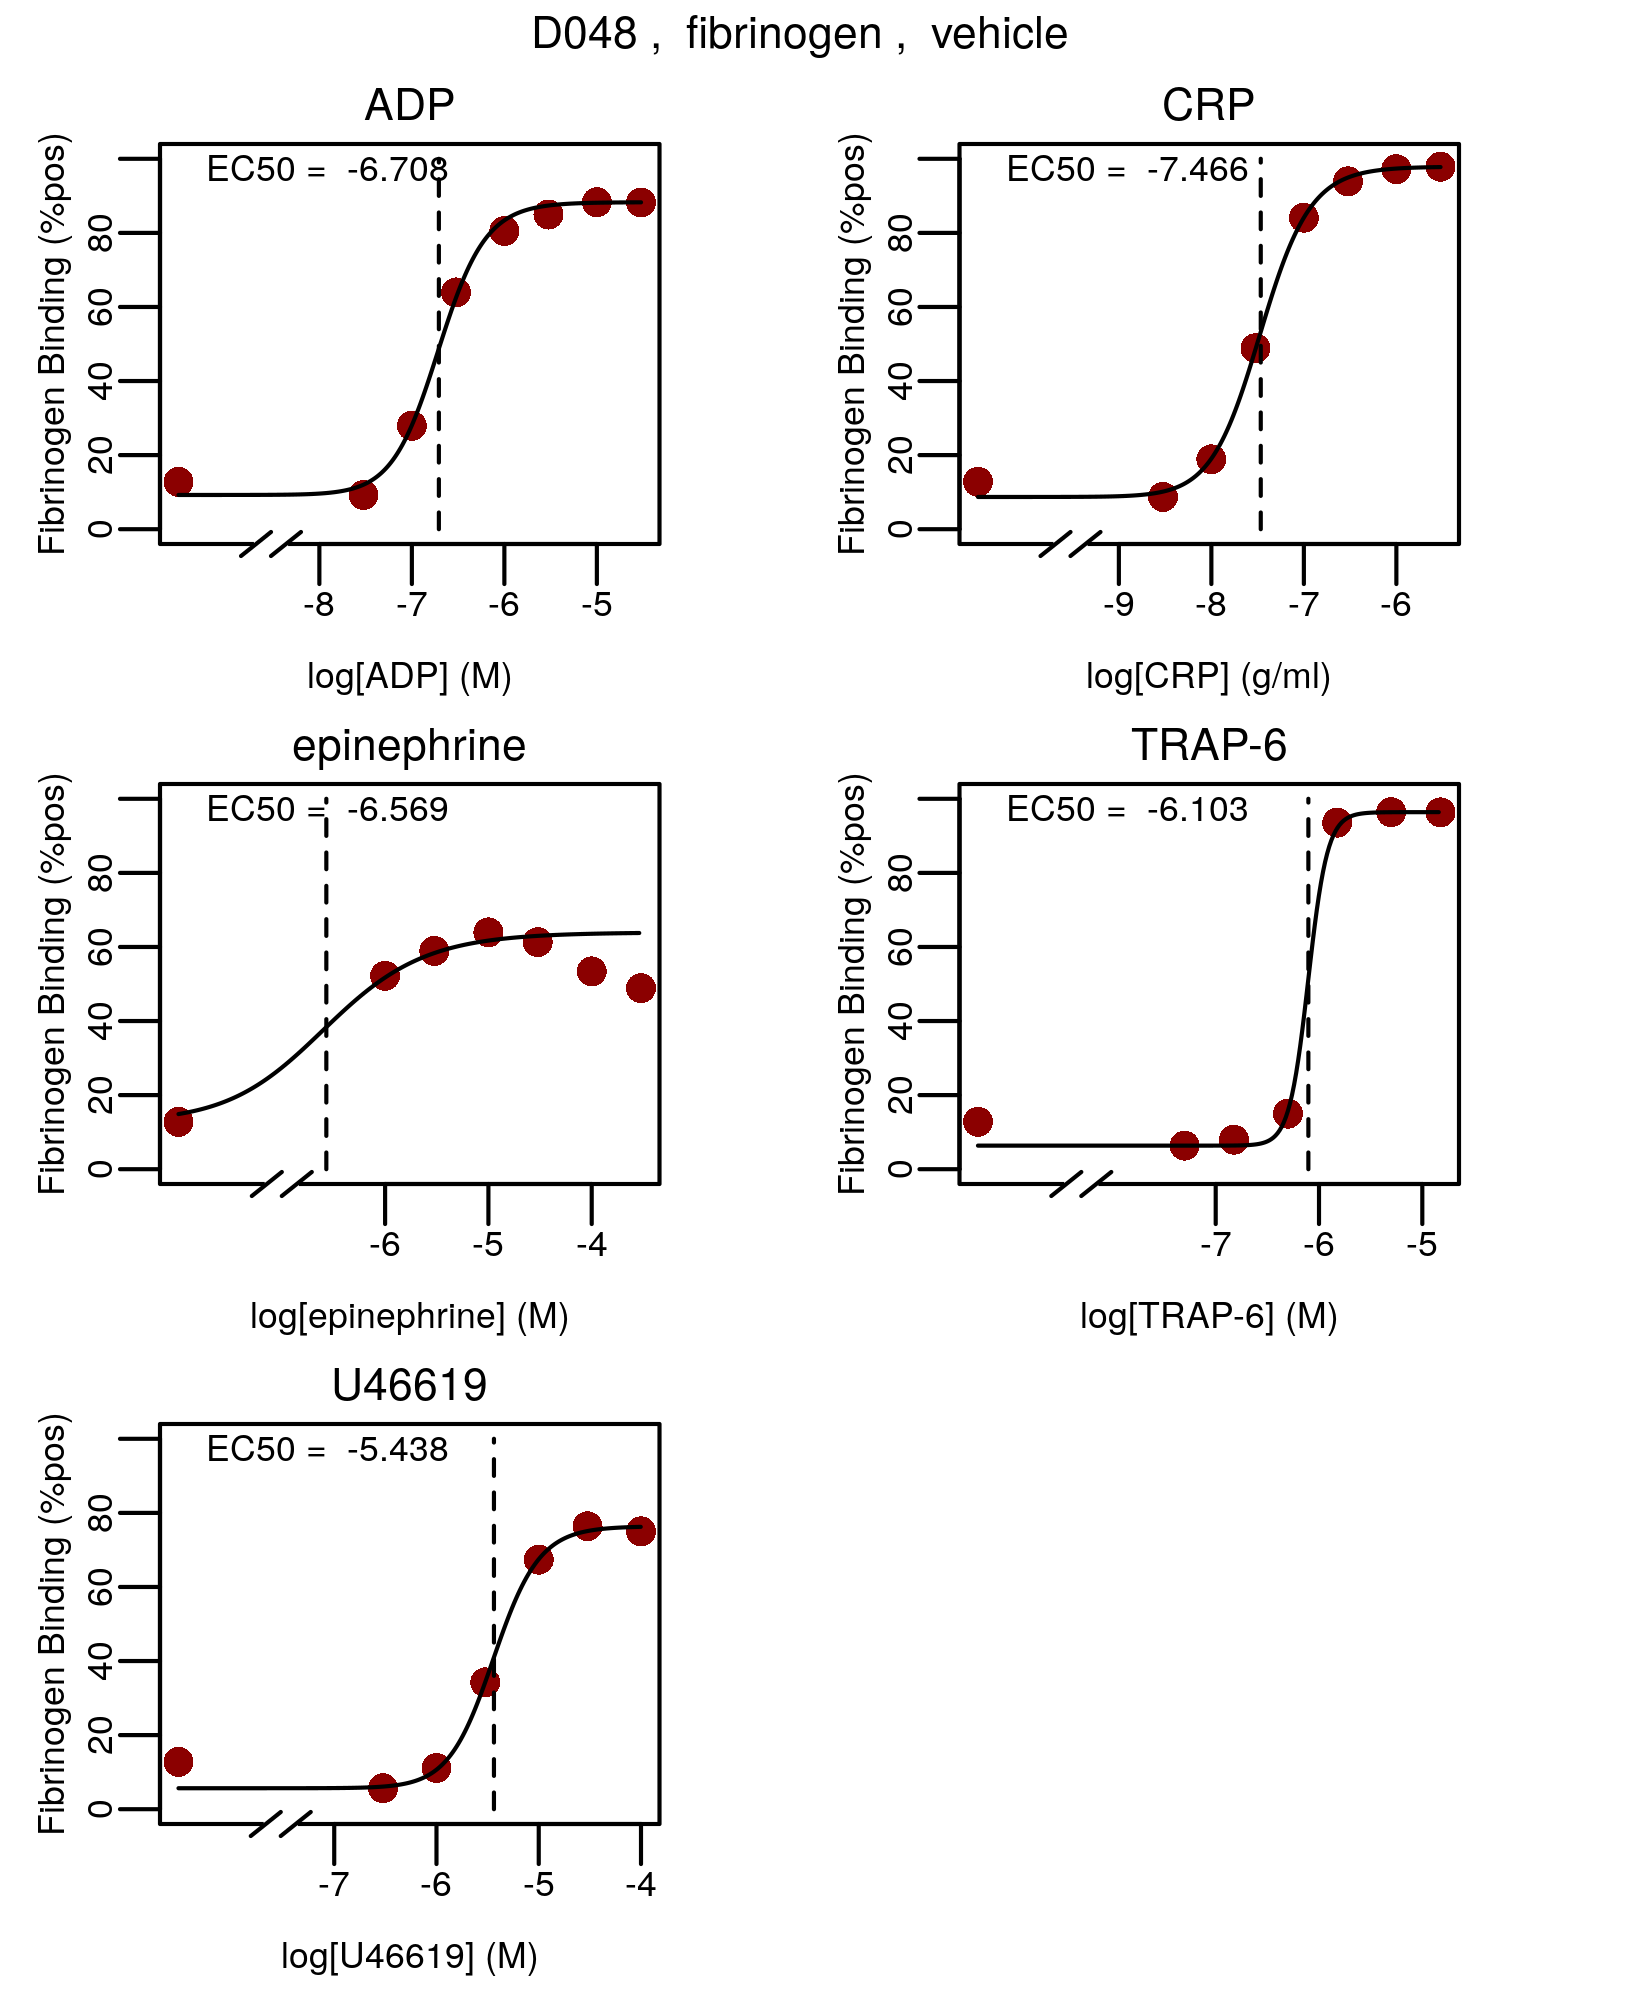 D048 , fibrinogen , vehicle
ADP
EC50 = -6.708
Fibrinogen Binding (%pos)
0 20 40 60 80
-8 -7 -6 -5
log[ADP] (M)
CRP
EC50 = -7.466
Fibrinogen Binding (%pos)
0 20 40 60 80
-9 -8 -7 -6
log[CRP] (g/ml)
epinephrine
EC50 = -6.569
Fibrinogen Binding (%pos)
0 20 40 60 80
-6 -5 -4
log[epinephrine] (M)
TRAP-6
EC50 = -6.103
Fibrinogen Binding (%pos)
0 20 40 60 80
-7 -6 -5
log[TRAP-6] (M)
U46619
EC50 = -5.438
Fibrinogen Binding (%pos)
0 20 40 60 80
-7 -6 -5 -4
log[U46619] (M)